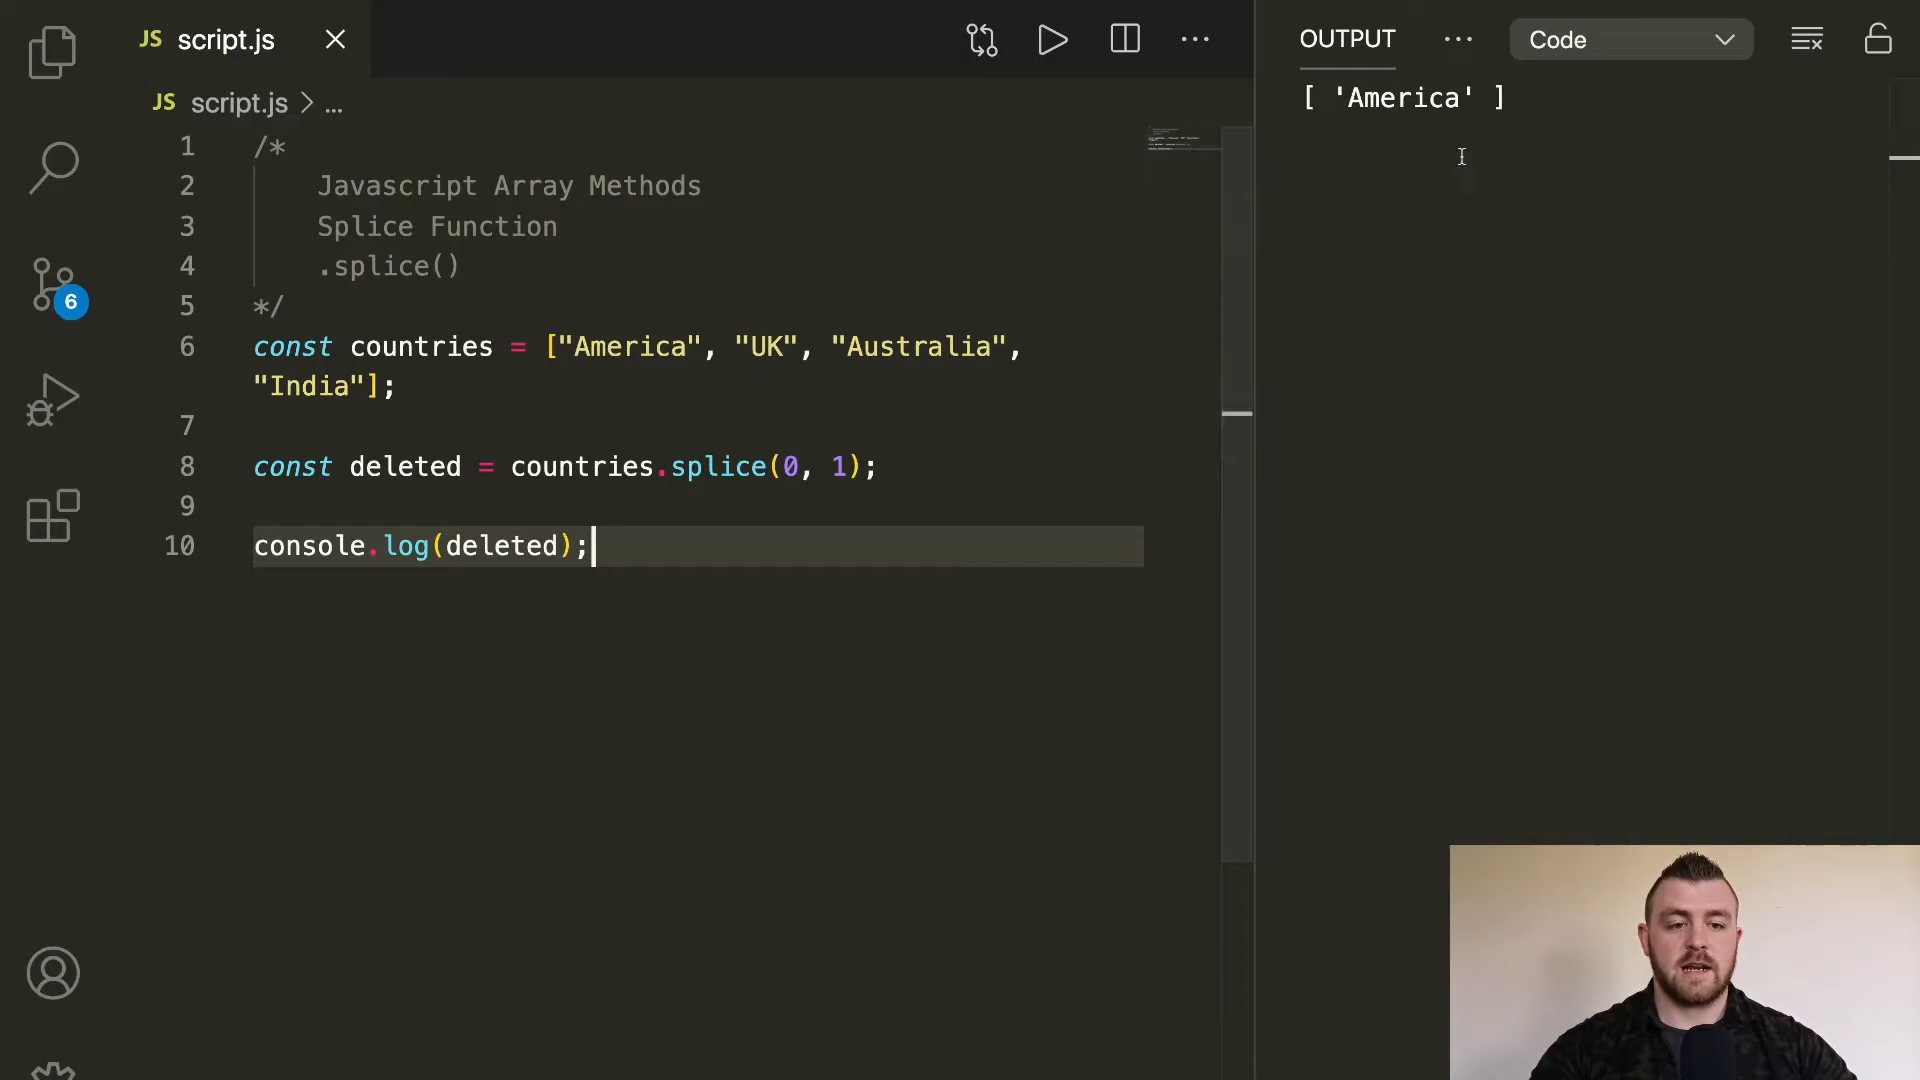 JS script.js
JS script.js > ...
1 /*
2 Javascript Array Methods
3 Splice Function
4 .splice()
5 */
6 const countries = ["America", "UK", "Australia",
"India"];
7
8 const deleted = countries.splice(0, 1);
9
10 console.log(deleted);
6
OUTPUT
Code
[ 'America' ]